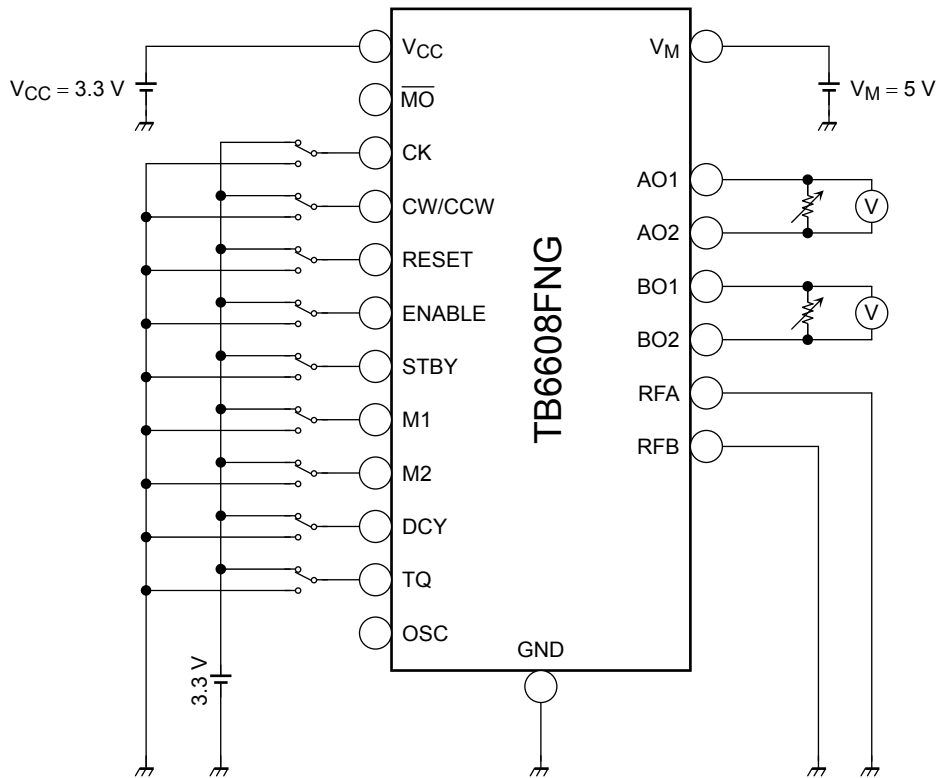 V_CC
V_CC = 3.3 V
MO
CK
CW/CCW
RESET
ENABLE
STBY
M1
M2
DCY
TQ
OSC
3.3 V
TB6608FNG
GND
V_M
V_M = 5 V
AO1
V
AO2
BO1
V
BO2
RFA
RFB